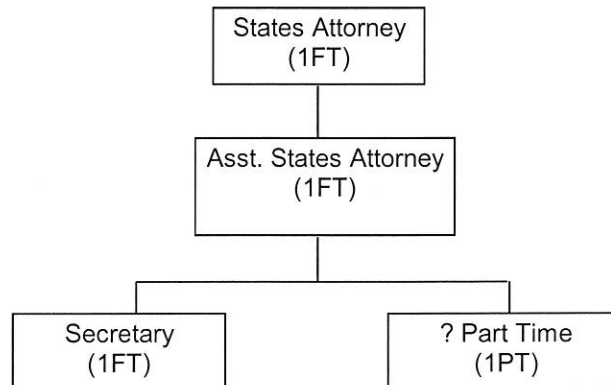 States Attorney
(1FT)
Asst. States Attorney
(1FT)
Secretary
(1FT)
? Part Time
(1PT)